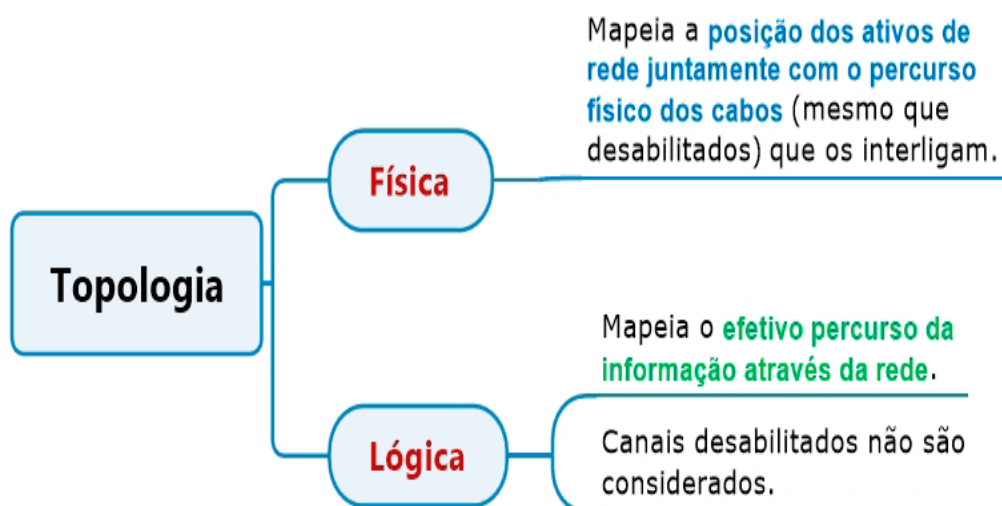 Topologia
Física
Mapeia a posição dos ativos de
rede juntamente com o percurso
físico dos cabos (mesmo que
desabilitados) que os interligam.
Lógica
Mapeia o efetivo percurso da
informação através da rede.
Canais desabilitados não são
considerados.